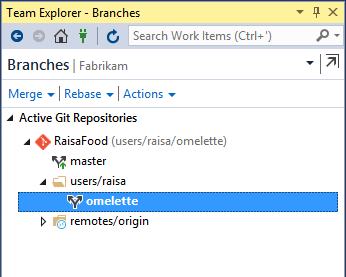 Team Explorer - Branches
Search Work Items (Ctrl+')
Branches | Fabrikam
Merge Rebase Actions
Active Git Repositories
RaisaFood (users/raisa/omelette)
master
users/raisa
omelette
remotes/origin